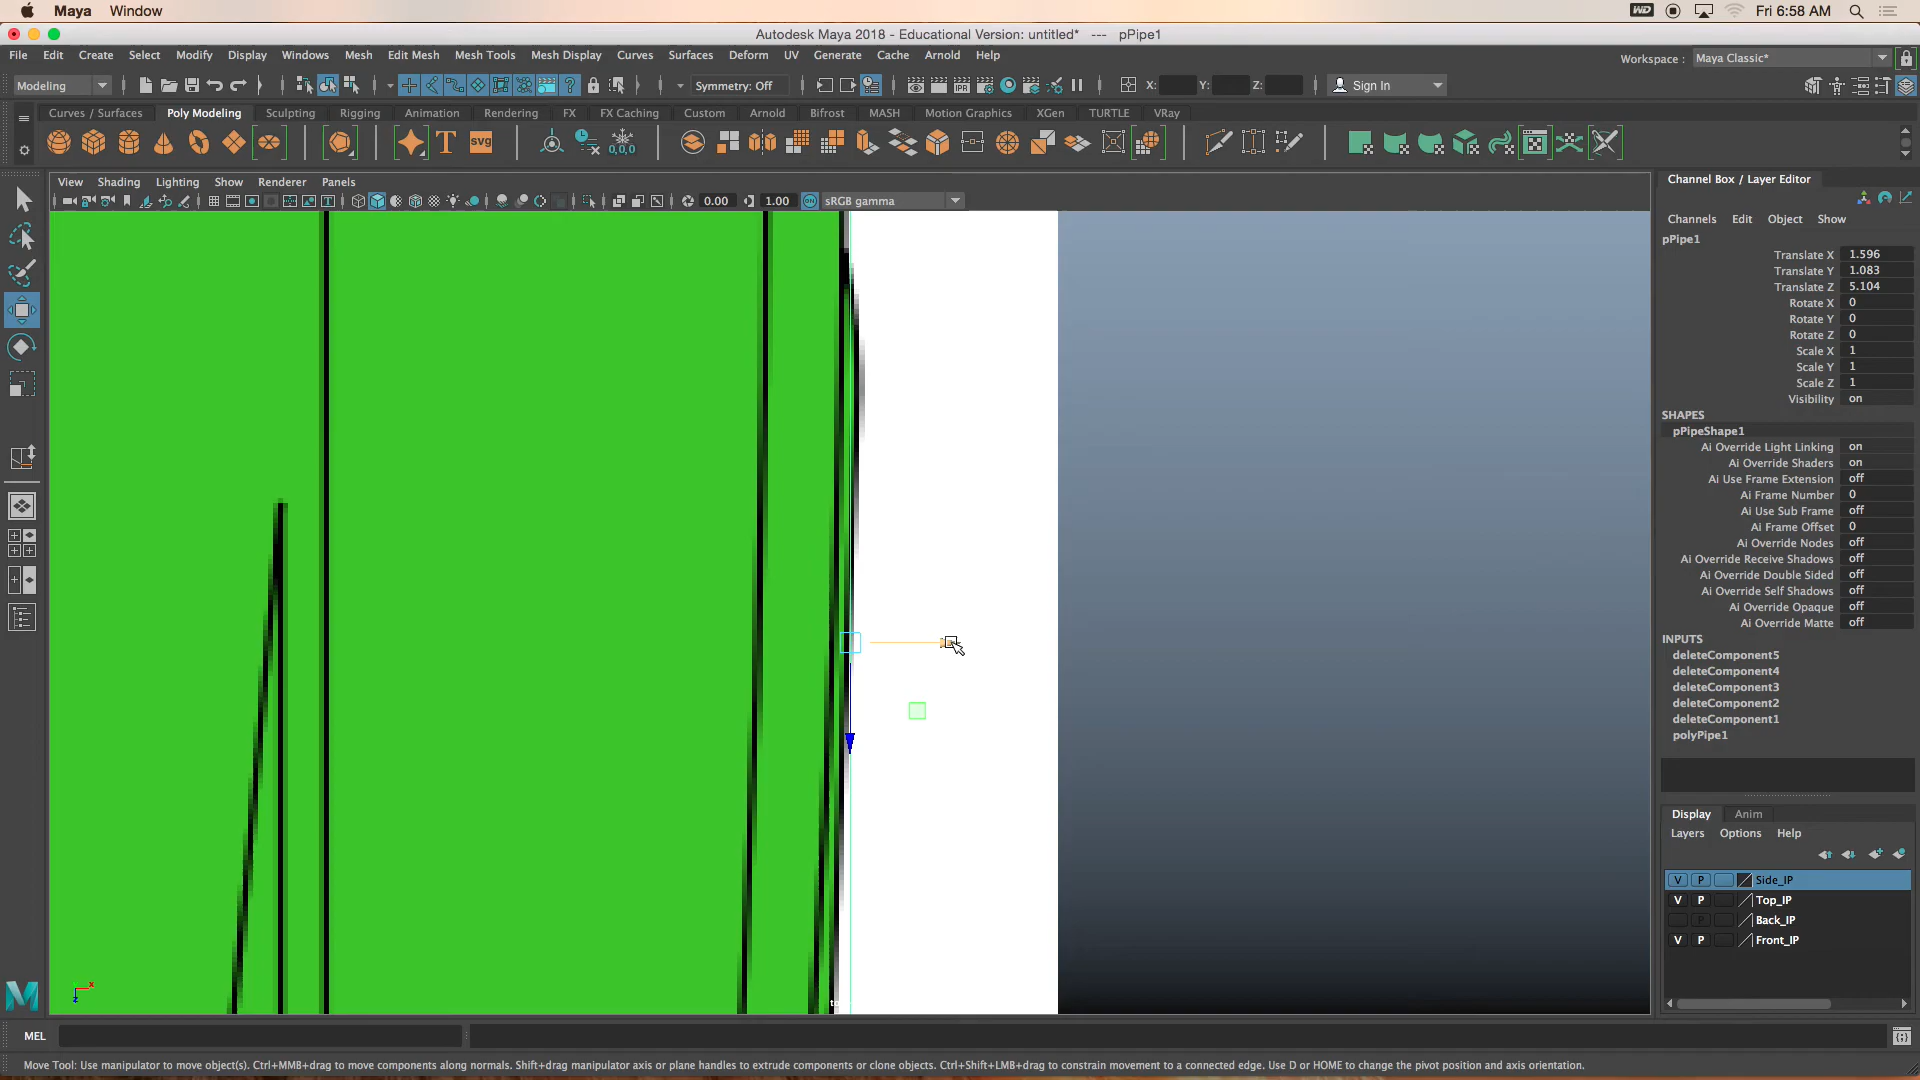 Maya Window WD Fri 6:58 AM
Autodesk Maya 2018 - Educational Version: untitled* --- pPipe1
File Edit Create Select Modify Display Windows Mesh Edit Mesh Mesh Tools Mesh Display Curves Surfaces Deform UV Generate Cache Arnold Help
Workspace : Maya Classic*
Modeling Symmetry: Off X: Y: Z: Sign In
Curves / Surfaces Poly Modeling Sculpting Rigging Animation Rendering FX FX Caching Custom Arnold Bifrost MASH Motion Graphics XGen TURTLE VRay
T SVG 0,0,0
View Shading Lighting Show Renderer Panels
0.00 1.00 sRGB gamma
Channel Box / Layer Editor
Channels Edit Object Show
pPipe1
Translate X 1.596
Translate Y 1.083
Translate Z 5.104
Rotate X 0
Rotate Y 0
Rotate Z 0
Scale X 1
Scale Y 1
Scale Z 1
Visibility on
SHAPES
pPipeShape1
Ai Override Light Linking on
Ai Override Shaders on
Ai Use Frame Extension off
Ai Frame Number 0
Ai Use Sub Frame off
Ai Frame Offset 0
Ai Override Nodes off
Ai Override Receive Shadows off
Ai Override Double Sided off
Ai Override Self Shadows off
Ai Override Opaque off
Ai Override Matte off
INPUTS
deleteComponent5
deleteComponent4
deleteComponent3
deleteComponent2
deleteComponent1
polyPipe1
Display Anim
Layers Options Help
V P Side_IP
V P Top_IP
P Back_IP
V P Front_IP
MEL
Move Tool: Use manipulator to move object(s). Ctrl+MMB+drag to move components along normals. Shift+drag manipulator axis or plane handles to extrude components or clone objects. Ctrl+Shift+LMB+drag to constrain movement to a connected edge. Use D or HOME to change the pivot position and axis orientation.